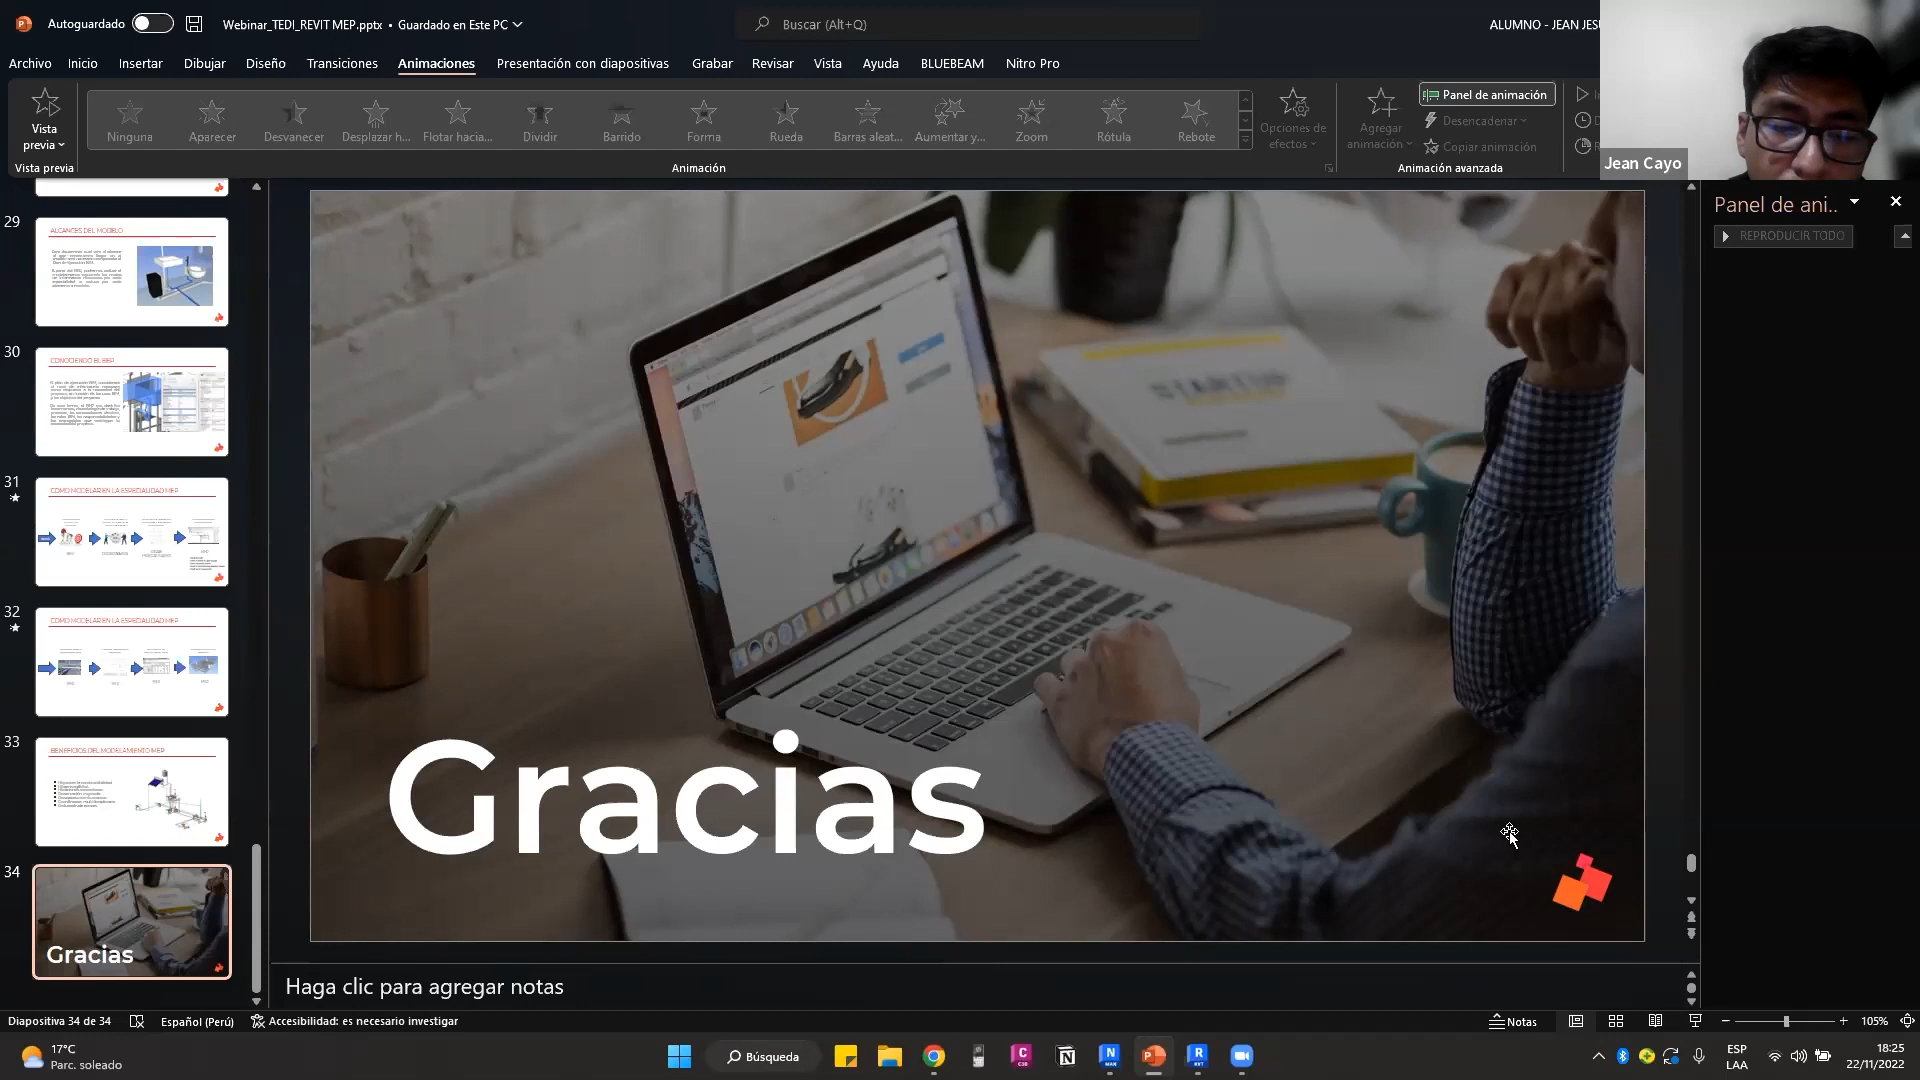 Autoguardado
Webinar_TEDI_REVIT MEP.pptx • Guardado en Este PC
Buscar (Alt+Q)
ALUMNO - JEAN JESU
Archivo Inicio Insertar Dibujar Diseño Transiciones Animaciones Presentación con diapositivas Grabar Revisar Vista Ayuda BLUEBEAM Nitro Pro
Vista previa
Ninguna Aparecer Desvanecer Desplazar h... Flotar hacia... Dividir Barrido Forma Rueda Barras aleat... Aumentar y... Zoom Rótula Rebote
Opciones de efectos
Agregar animación
Panel de animación
Desencadenar
Copiar animación
Vista previa
Animación
Animación avanzada
Jean Cayo
Panel de ani..
REPRODUCIR TODO
29
ALCANCES DEL MODELO
30
CONOCIENDO EL BEP
31
COMO MODELAR EN LA ESPECIALIDAD MEP
32
COMO MODELAR EN LA ESPECIALIDAD MEP
33
BENEFICIOS DEL MODELAMIENTO MEP
34
Gracias
STARTUP
Gracias
Haga clic para agregar notas
Diapositiva 34 de 34
Español (Perú)
Accesibilidad: es necesario investigar
Notas
105%
17°C
Parc. soleado
Búsqueda
ESP
LAA
18:25
22/11/2022